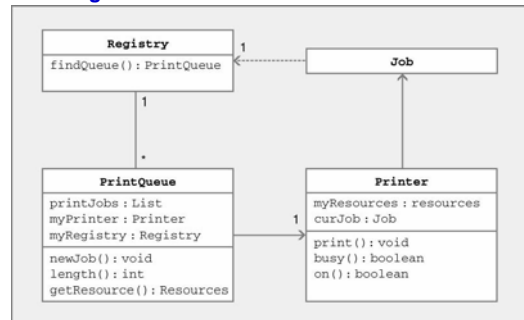 Registry
findQueue(): PrintQueue
1
Job
1
*
PrintQueue
printJobs: List
myPrinter: Printer
myRegistry: Registry
newJob(): void
length(): int
getResource(): Resources
1
Printer
myResources: resources
curJob: Job
print(): void
busy(): boolean
on(): boolean